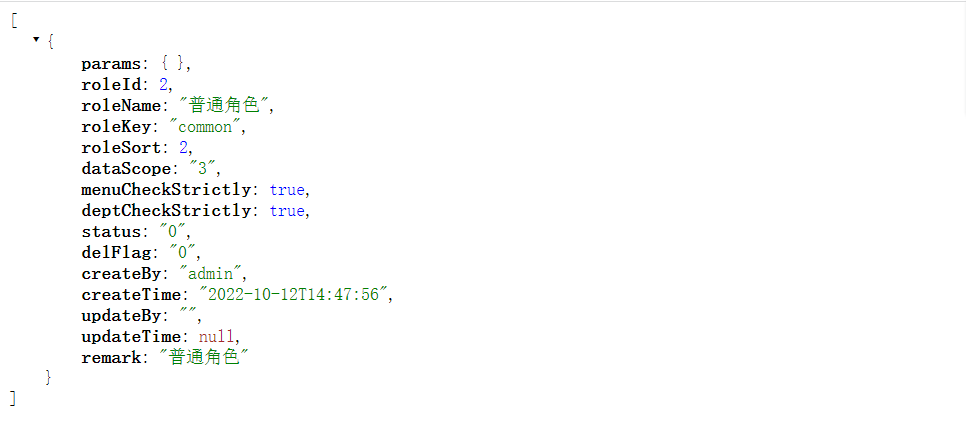 [
{
params: { },
roleId: 2,
roleName: "普通角色",
roleKey: "common",
roleSort: 2,
dataScope: "3",
menuCheckStrictly: true,
deptCheckStrictly: true,
status: "0",
delFlag: "0",
createBy: "admin",
createTime: "2022-10-12T14:47:56",
updateBy: "",
updateTime: null,
remark: "普通角色"
}
]